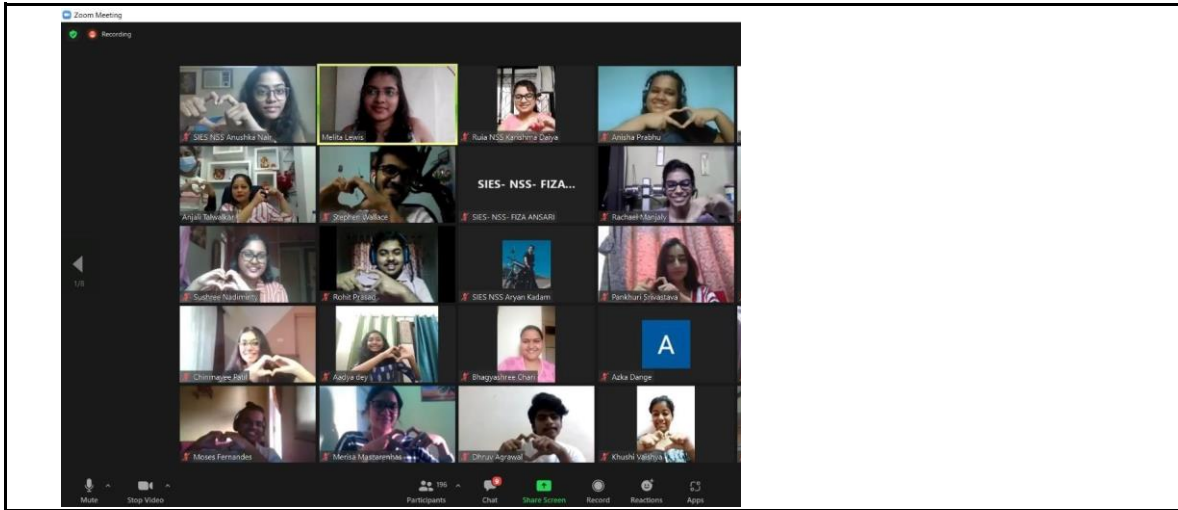 Zoom Meeting
Recording
SIES NSS Anushka Nair
Melita Lewis
Ruia NSS Karishma Daiya
Anisha Prabhu
Anjali Talwalkar
Stephen Wallace
SIES- NSS- FIZA...
SIES- NSS- FIZA ANSARI
Rachael Manjaly
1/8
Sushree Nadiminty
Rohit Prasad
SIES NSS Aryan Kadam
Pankhuri Srivastava
Chinmayee Patil
Aadya dey
Bhagyashree Chari
A
Azka Dange
Moses Fernandes
Merisa Mascarenhas
Dhruv Agrawal
Khushi Vaishya
196
9
Mute
Stop Video
Participants
Chat
Share Screen
Record
Reactions
Apps